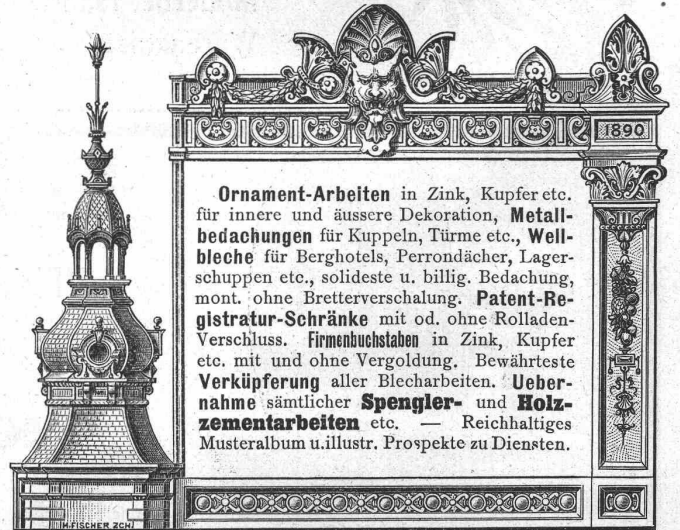 1890
Ornament-Arbeiten in Zink, Kupfer etc.
für innere und äussere Dekoration, Metall-
bedachungen für Kuppeln, Türme etc., Well-
bleche für Berghotels, Perrondächer, Lager-
schuppen etc., solideste u. billig. Bedachung,
mont. ohne Bretterverschalung. Patent-Re-
gistratur-Schränke mit od. ohne Rolladen-
Verschluss. Firmenbuchstaben in Zink, Kupfer
etc. mit und ohne Vergoldung. Bewährteste
Verküpferung aller Blecharbeiten. Ueber-
nahme sämtlicher Spengler- und Holz-
zementarbeiten etc. — Reichhaltiges
Musteralbum u. illustr. Prospekte zu Diensten.
M. FISCHER ZCH.